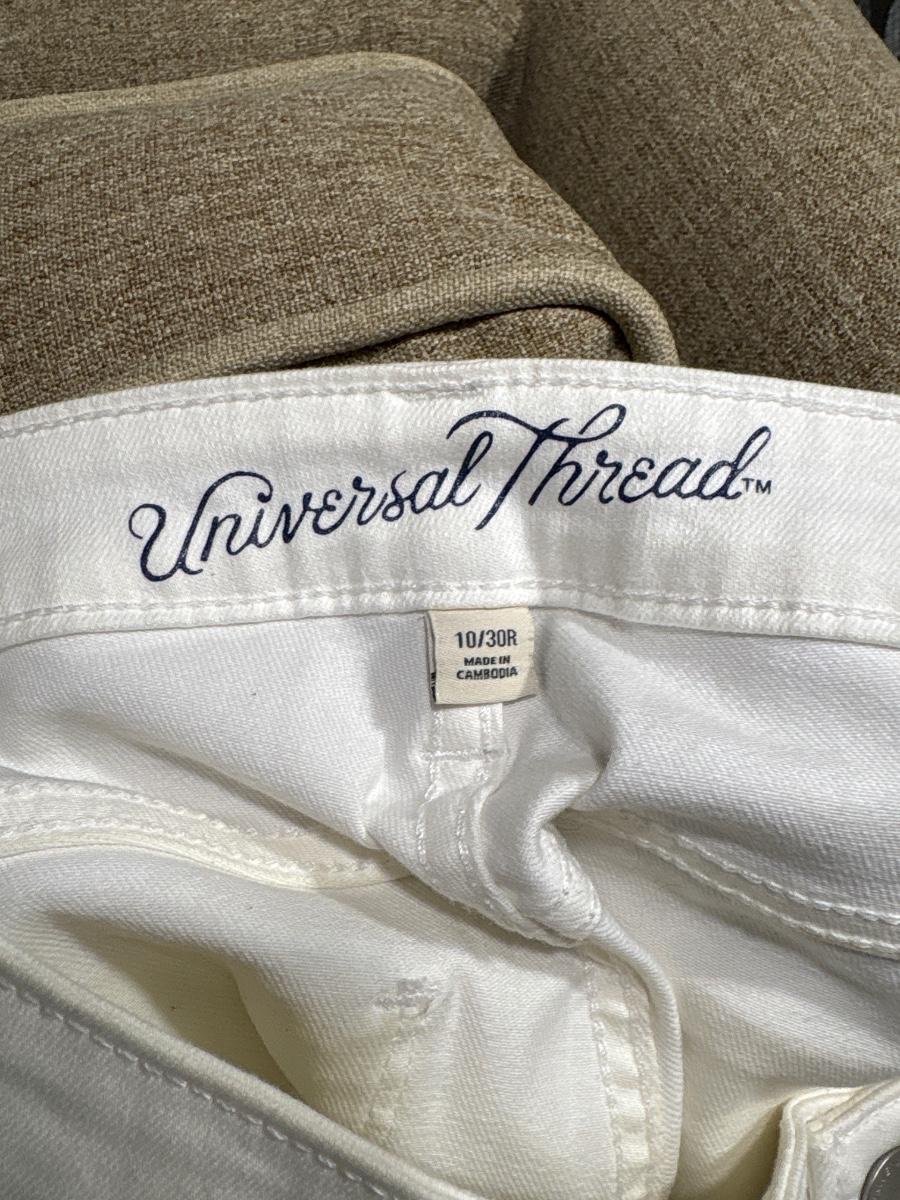 Universal Thread™
10/30R
MADE IN
CAMBODIA